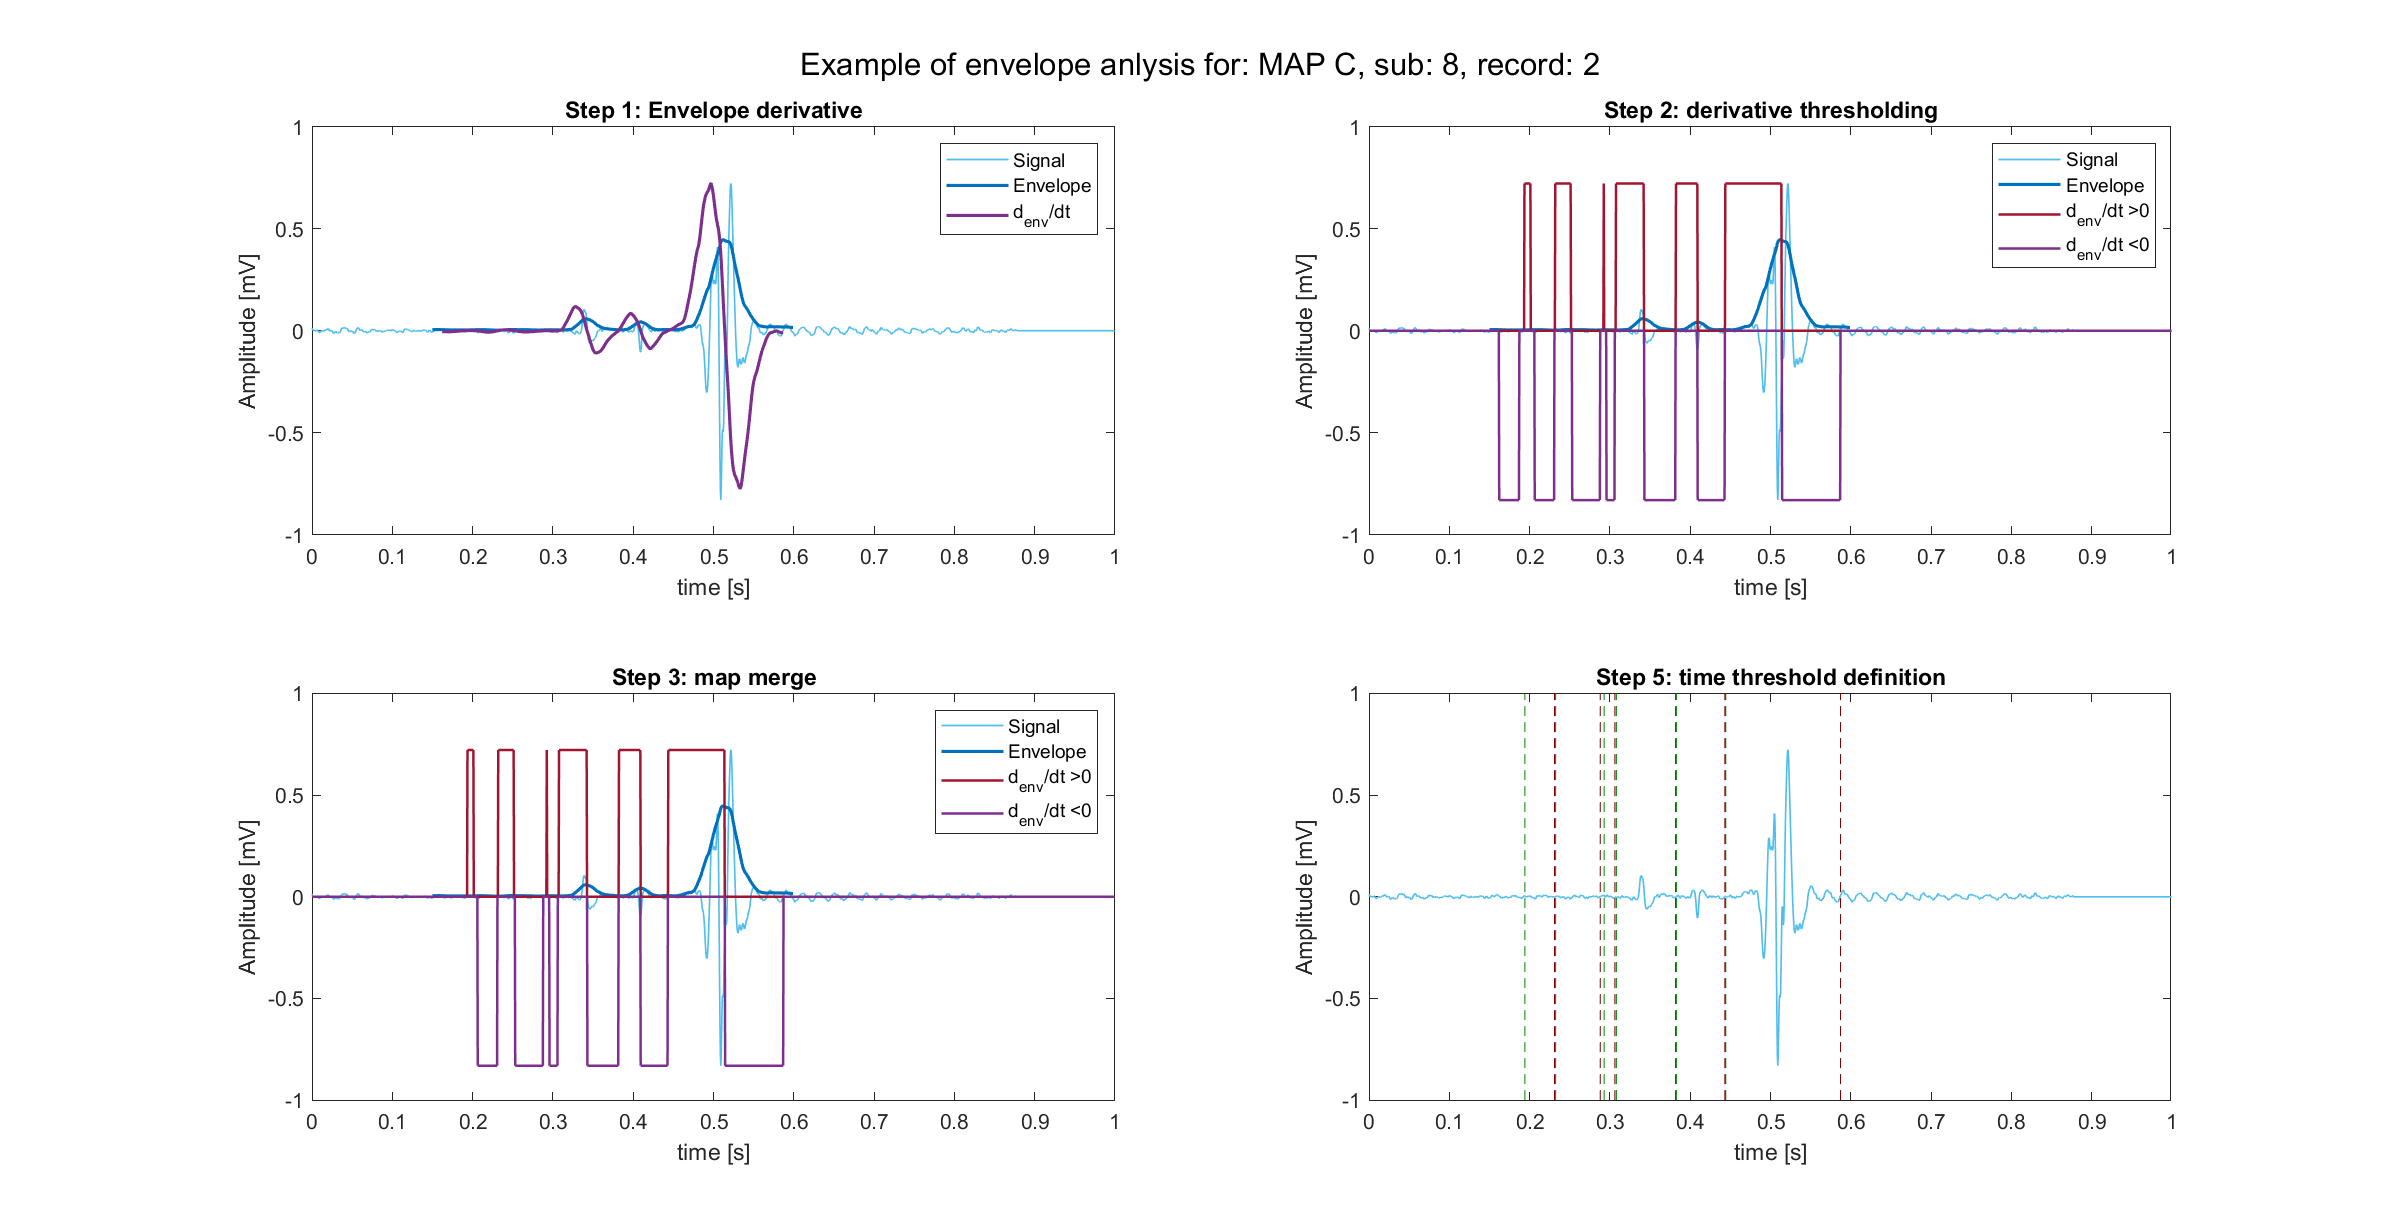 Example of envelope anlysis for: MAP C, sub: 8, record: 2
Step 1: Envelope derivative
1
0.5
0
-0.5
-1
Amplitude [mV]
Signal
Envelope
d_env/dt
0 0.1 0.2 0.3 0.4 0.5 0.6 0.7 0.8 0.9 1
time [s]
Step 2: derivative thresholding
1
0.5
0
-0.5
-1
Amplitude [mV]
Signal
Envelope
d_env/dt >0
d_env/dt <0
0 0.1 0.2 0.3 0.4 0.5 0.6 0.7 0.8 0.9 1
time [s]
Step 3: map merge
1
0.5
0
-0.5
-1
Amplitude [mV]
Signal
Envelope
d_env/dt >0
d_env/dt <0
0 0.1 0.2 0.3 0.4 0.5 0.6 0.7 0.8 0.9 1
time [s]
Step 5: time threshold definition
1
0.5
0
-0.5
-1
Amplitude [mV]
0 0.1 0.2 0.3 0.4 0.5 0.6 0.7 0.8 0.9 1
time [s]